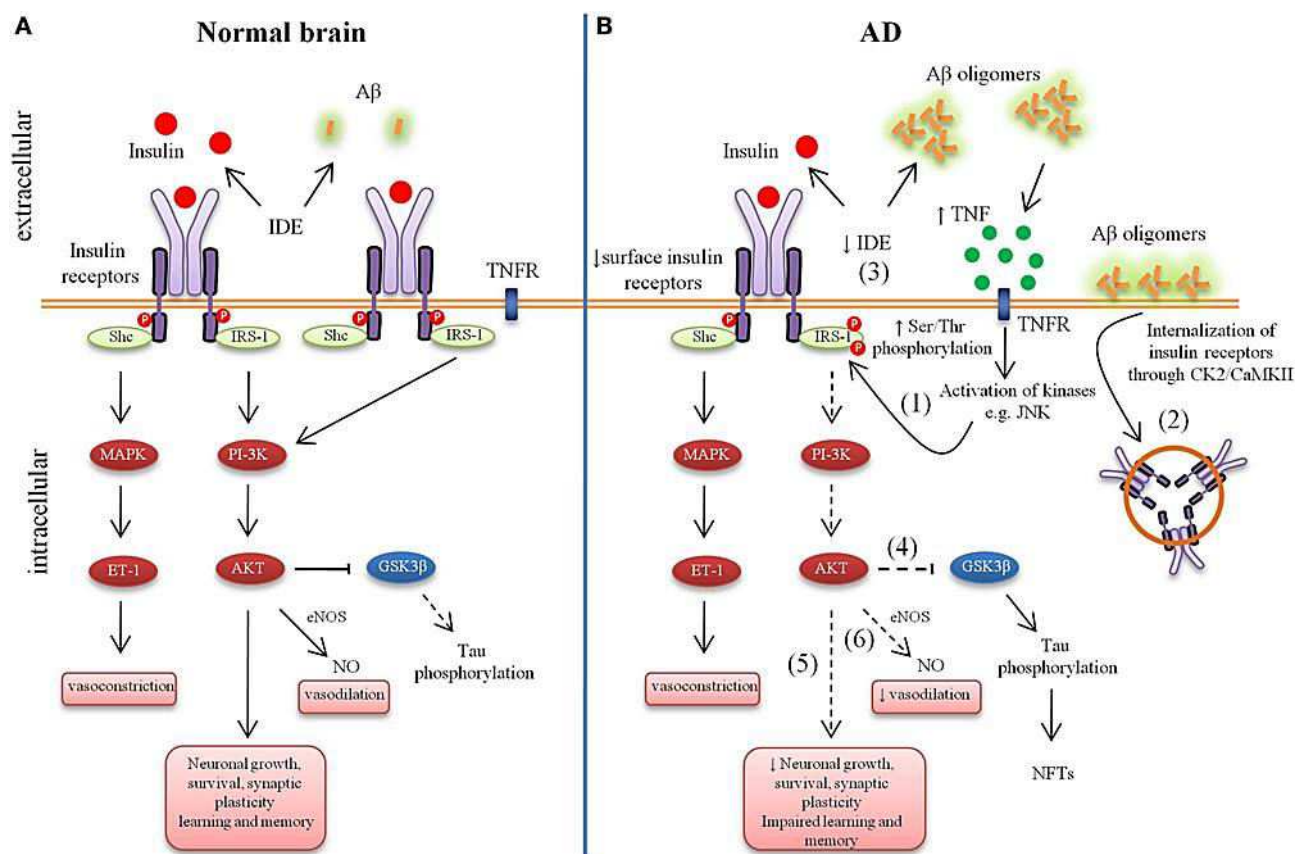 A
Normal brain
extracellular
Aβ
Insulin
IDE
Insulin
receptors
TNFR
P
P
P
P
Shc
IRS-1
Shc
IRS-1
intracellular
MAPK
PI-3K
ET-1
AKT
GSK3β
eNOS
Tau
phosphorylation
NO
vasoconstriction
vasodilation
Neuronal growth,
survival, synaptic
plasticity
learning and memory
B
AD
Aβ oligomers
Insulin
↑ TNF
↓ IDE
(3)
↓surface insulin
receptors
Aβ oligomers
P
P
P
Shc
IRS-1
↑ Ser/Thr
phosphorylation
TNFR
Internalization of
insulin receptors
through CK2/CaMKII
(1)
Activation of kinases
e.g. JNK
(2)
MAPK
PI-3K
(4)
ET-1
AKT
GSK3β
eNOS
(6)
(5)
NO
Tau
phosphorylation
vasoconstriction
↓ vasodilation
NFTs
↓ Neuronal growth,
survival, synaptic
plasticity
Impaired learning and
memory